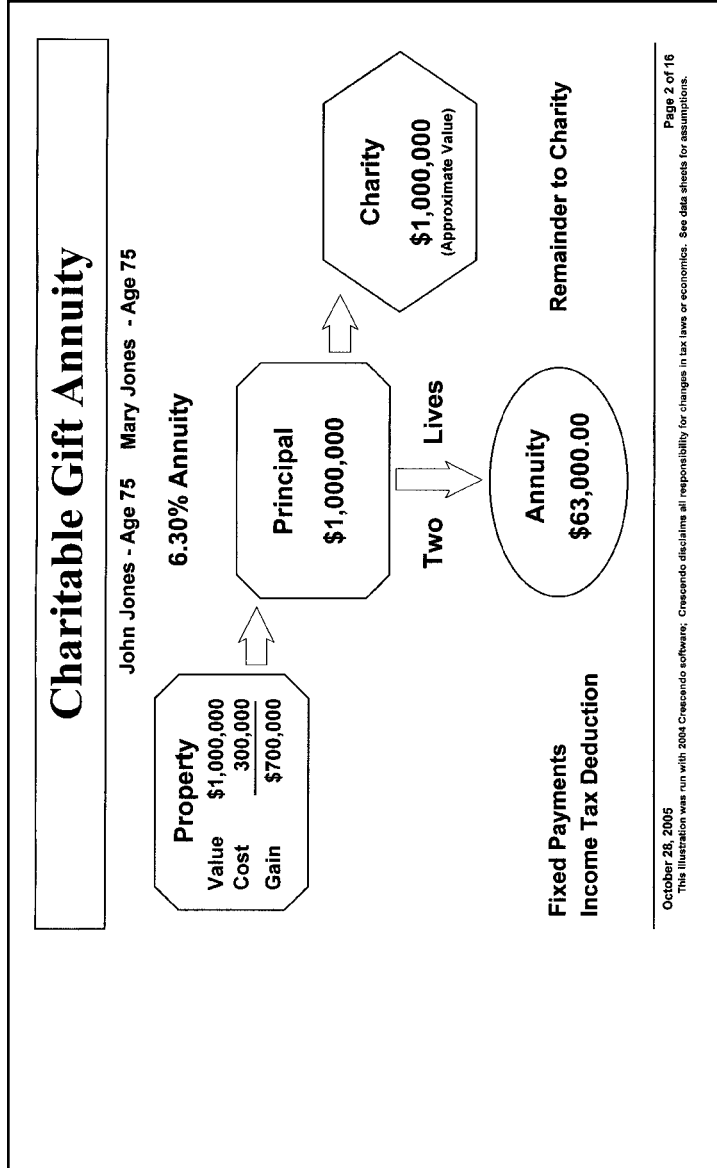 Charitable Gift Annuity
John Jones - Age 75 Mary Jones - Age 75
6.30% Annuity
Property
Value $1,000,000
Cost 300,000
Gain $700,000
Principal
$1,000,000
Charity
$1,000,000
(Approximate Value)
Two Lives
Annuity
$63,000.00
Fixed Payments
Income Tax Deduction
Remainder to Charity
October 28, 2005 Page 2 of 16
This illustration was run with 2004 Crescendo software; Crescendo disclaims all responsibility for changes in tax laws or economics. See data sheets for assumptions.